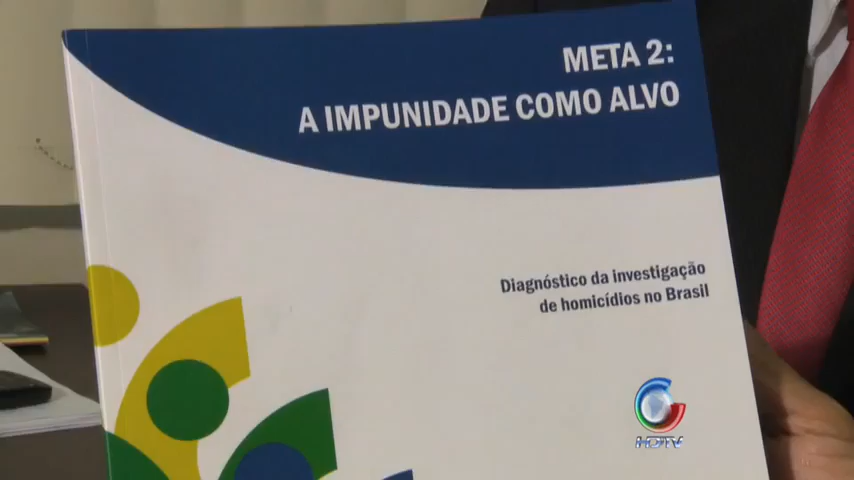 META 2:
A IMPUNIDADE COMO ALVO
Diagnóstico da investigação
de homicídios no Brasil
HDTV